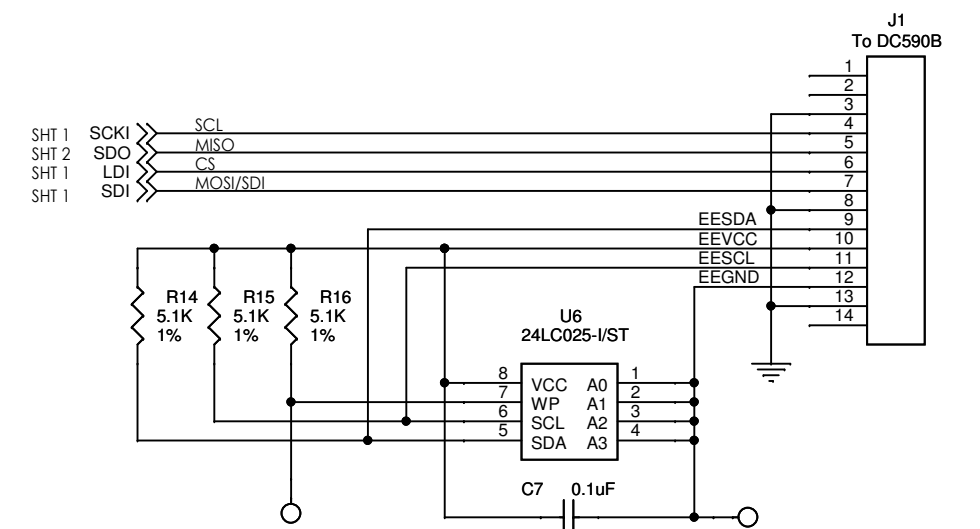 J1
To DC590B
1
2
3
4
5
6
7
8
9
10
11
12
13
14
SHT 1 SCKI SCL
SHT 2 SDO MISO
SHT 1 LDI CS
SHT 1 SDI MOSI/SDI
EESDA
EEVCC
EESCL
EEGND
R14
5.1K
1%
R15
5.1K
1%
R16
5.1K
1%
U6
24LC025-I/ST
8 VCC A0 1
7 WP A1 2
6 SCL A2 3
5 SDA A3 4
C7 0.1uF